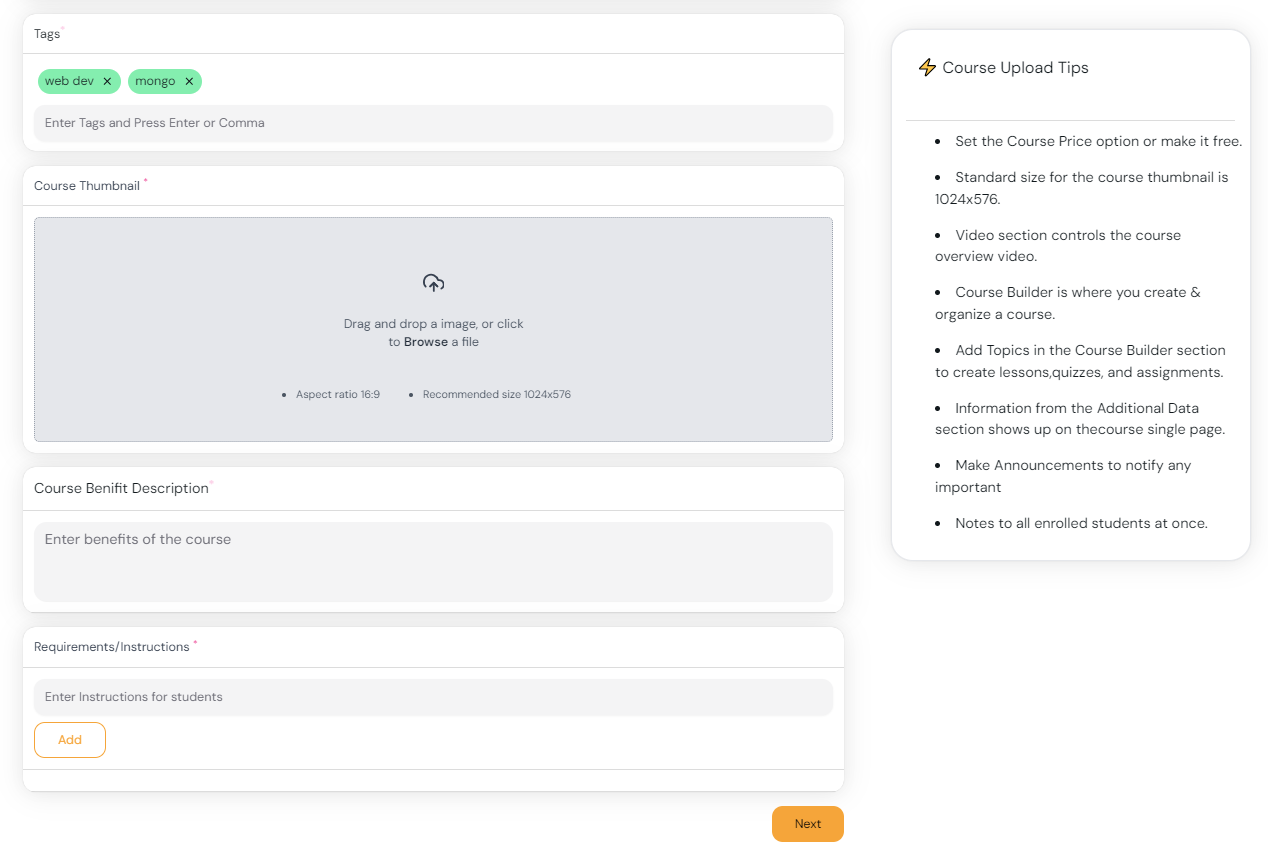 Tags*
web dev ✕ mongo ✕
Enter Tags and Press Enter or Comma
Course Thumbnail *
Drag and drop a image, or click
to Browse a file
• Aspect ratio 16:9 • Recommended size 1024x576
Course Benifit Description*
Enter benefits of the course
Requirements/Instructions *
Enter Instructions for students
Add
Next
⚡ Course Upload Tips
• Set the Course Price option or make it free.
• Standard size for the course thumbnail is
1024x576.
• Video section controls the course
overview video.
• Course Builder is where you create &
organize a course.
• Add Topics in the Course Builder section
to create lessons,quizzes, and assignments.
• Information from the Additional Data
section shows up on thecourse single page.
• Make Announcements to notify any
important
• Notes to all enrolled students at once.